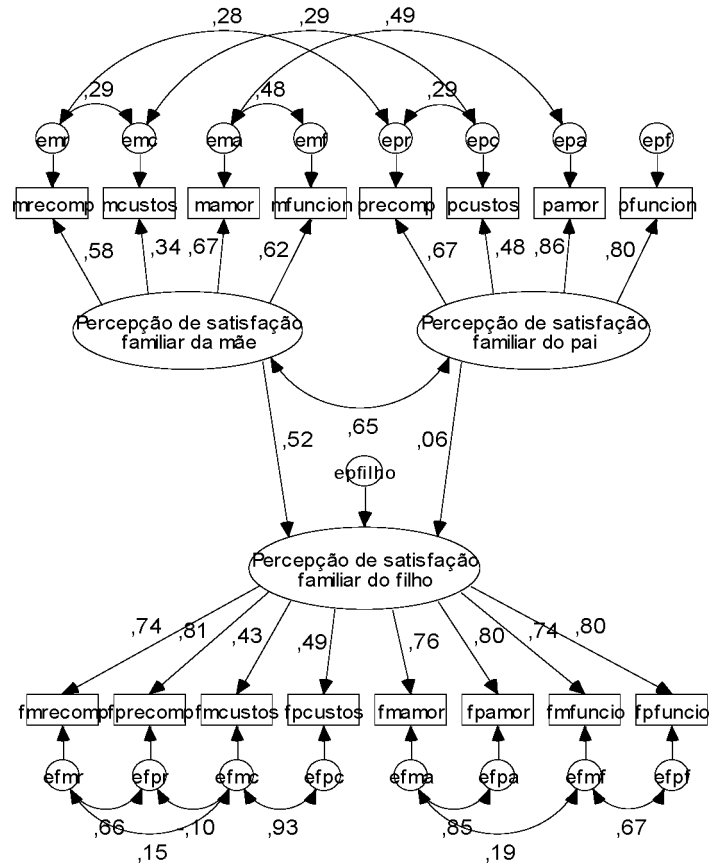 ,28 ,29 ,49
,29 ,48 ,29
emr emc ema emf epr epc epa epf
mrecomp mcustos mamor mfuncion precomp pcustos pamor pfuncion
,58 ,34 ,67 ,62 ,67 ,48 ,86 ,80
Percepção de satisfação
familiar da mãe
Percepção de satisfação
familiar do pai
,65
,52 ,06
epfilho
Percepção de satisfação
familiar do filho
,74 ,81 ,43 ,49 ,76 ,80 ,74 ,80
fmrecomp fprecomp fmcustos fpcustos fmamor fpamor fmfuncio fpfuncio
efmr efpr efmc efpc efma efpa efmf efpf
,66 -,10 ,93 ,85 ,67
,15 ,19